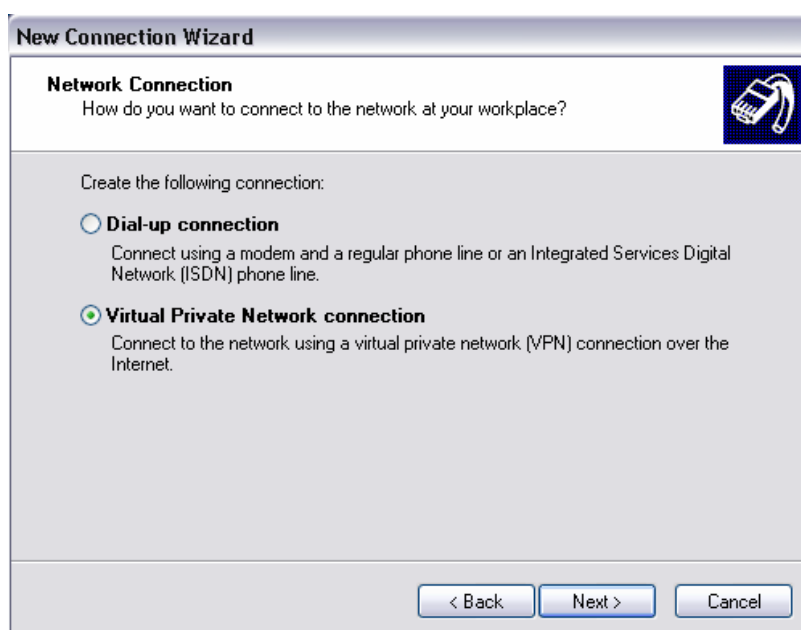 New Connection Wizard
Network Connection
How do you want to connect to the network at your workplace?
Create the following connection:
Dial-up connection
Connect using a modem and a regular phone line or an Integrated Services Digital
Network (ISDN) phone line.
Virtual Private Network connection
Connect to the network using a virtual private network (VPN) connection over the
Internet.
< Back
Next >
Cancel